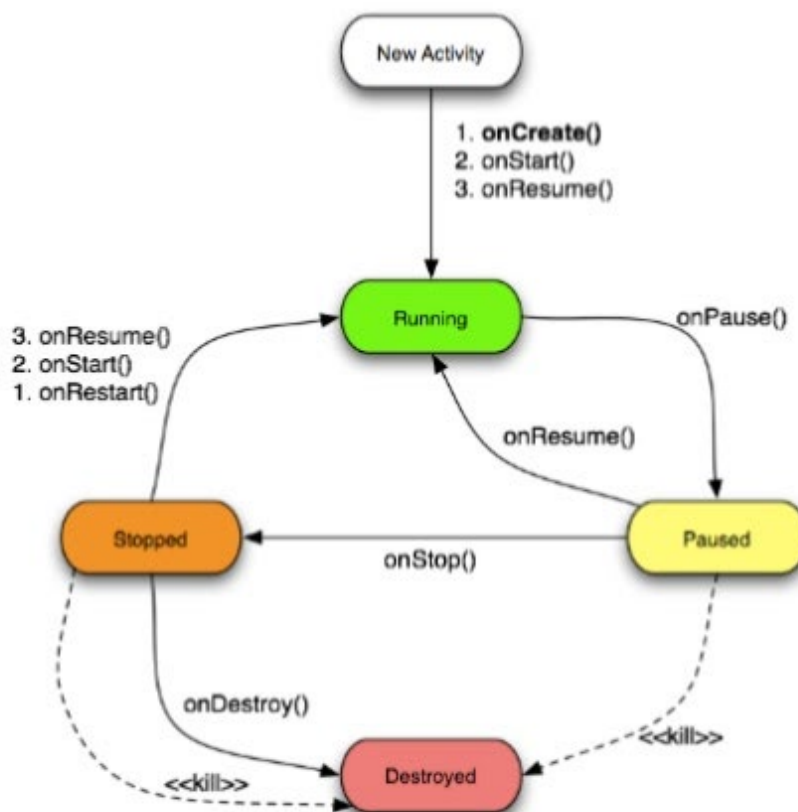 New Activity
1. onCreate()
2. onStart()
3. onResume()
Running
onPause()
3. onResume()
2. onStart()
1. onRestart()
onResume()
Stopped
Paused
onStop()
onDestroy()
<<kill>>
<<kill>>
Destroyed